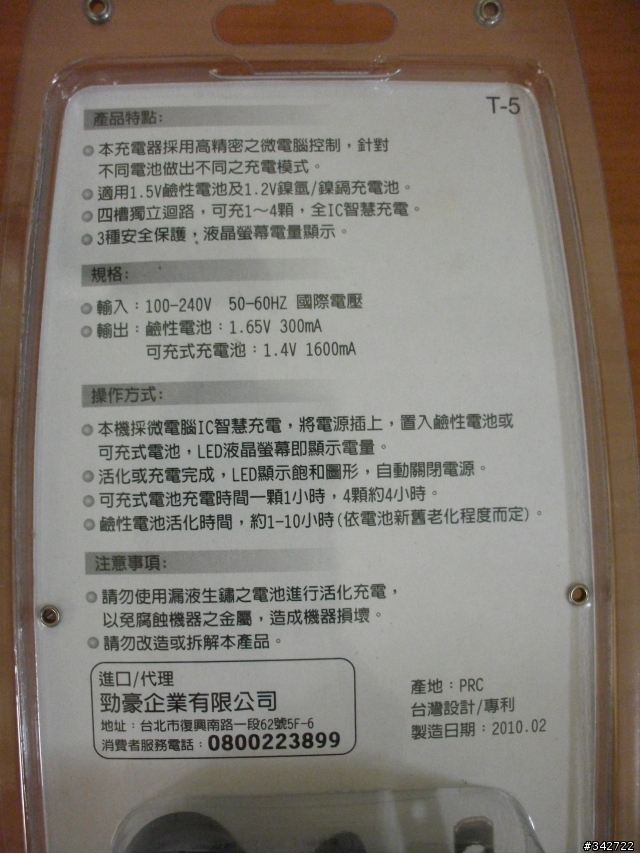 T-5
產品特點:
本充電器採用高精密之微電腦控制，針對
不同電池做出不同之充電模式。
適用1.5V鹼性電池及1.2V鎳氫/鎳鎘充電池。
四槽獨立迴路，可充1～4顆，全IC智慧充電。
3種安全保護，液晶螢幕電量顯示。
規格:
輸入：100-240V 50-60HZ 國際電壓
輸出：鹼性電池：1.65V 300mA
可充式充電池：1.4V 1600mA
操作方式:
本機採微電腦IC智慧充電，將電源插上，置入鹼性電池或
可充式電池，LED液晶螢幕即顯示電量。
活化或充電完成，LED顯示飽和圖形，自動關閉電源。
可充式電池充電時間一顆1小時，4顆約4小時。
鹼性電池活化時間，約1-10小時(依電池新舊老化程度而定)。
注意事項:
請勿使用漏液生鏽之電池進行活化充電，
以免腐蝕機器之金屬，造成機器損壞。
請勿改造或拆解本產品。
進口/代理
勁豪企業有限公司
地址：台北市復興南路一段62號5F-6
消費者服務電話：0800223899
產地：PRC
台灣設計/專利
製造日期：2010.02
#342722